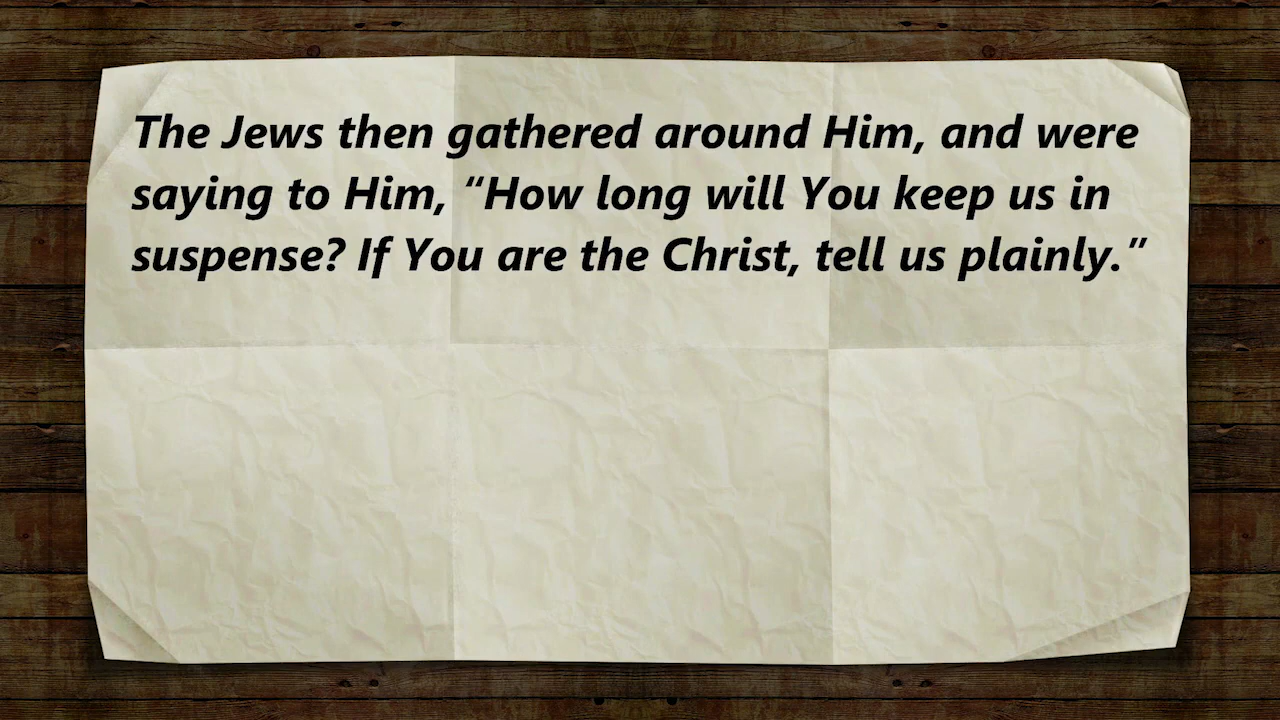 The Jews then gathered around Him, and were
saying to Him, “How long will You keep us in
suspense? If You are the Christ, tell us plainly.”